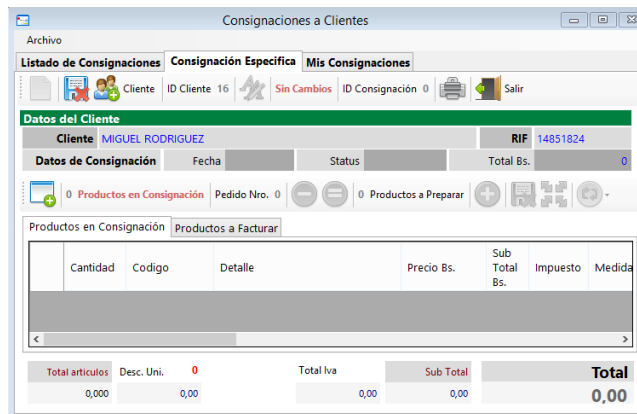 Consignaciones a Clientes
Archivo
Listado de Consignaciones Consignación Especifica Mis Consignaciones
Cliente ID Cliente 16 Sin Cambios ID Consignación 0 Salir
Datos del Cliente
Cliente MIGUEL RODRIGUEZ RIF 14851824
Datos de Consignación Fecha Status Total Bs. 0
0 Productos en Consignación Pedido Nro. 0 0 Productos a Preparar
Productos en Consignación Productos a Facturar
Cantidad Codigo Detalle Precio Bs. Sub Total Bs. Impuesto Medida
Total articulos Desc. Uni. 0 Total Iva Sub Total Total
0,000 0,00 0,00 0,00 0,00